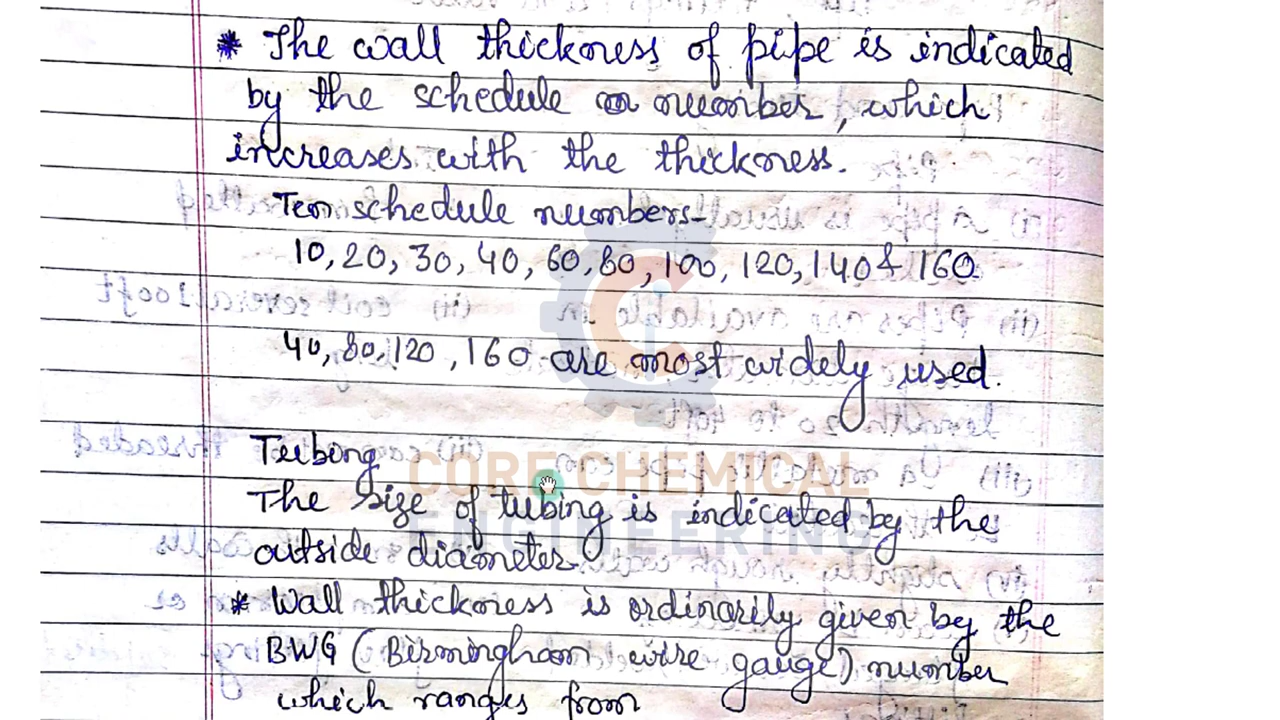 * The wall thickness of pipe is indicated
by the schedule number, which
increases with the thickness.
Ten schedule numbers-
10, 20, 30, 40, 60, 80, 100, 120, 140 & 160
40, 80, 120, 160 are most widely used.
Tubing
CORE CHEMICAL
The size of tubing is indicated by the
ENGINEERING
outside diameter.
* Wall thickness is ordinarily given by the
BWG (Birmingham wire gauge) number
which ranges from